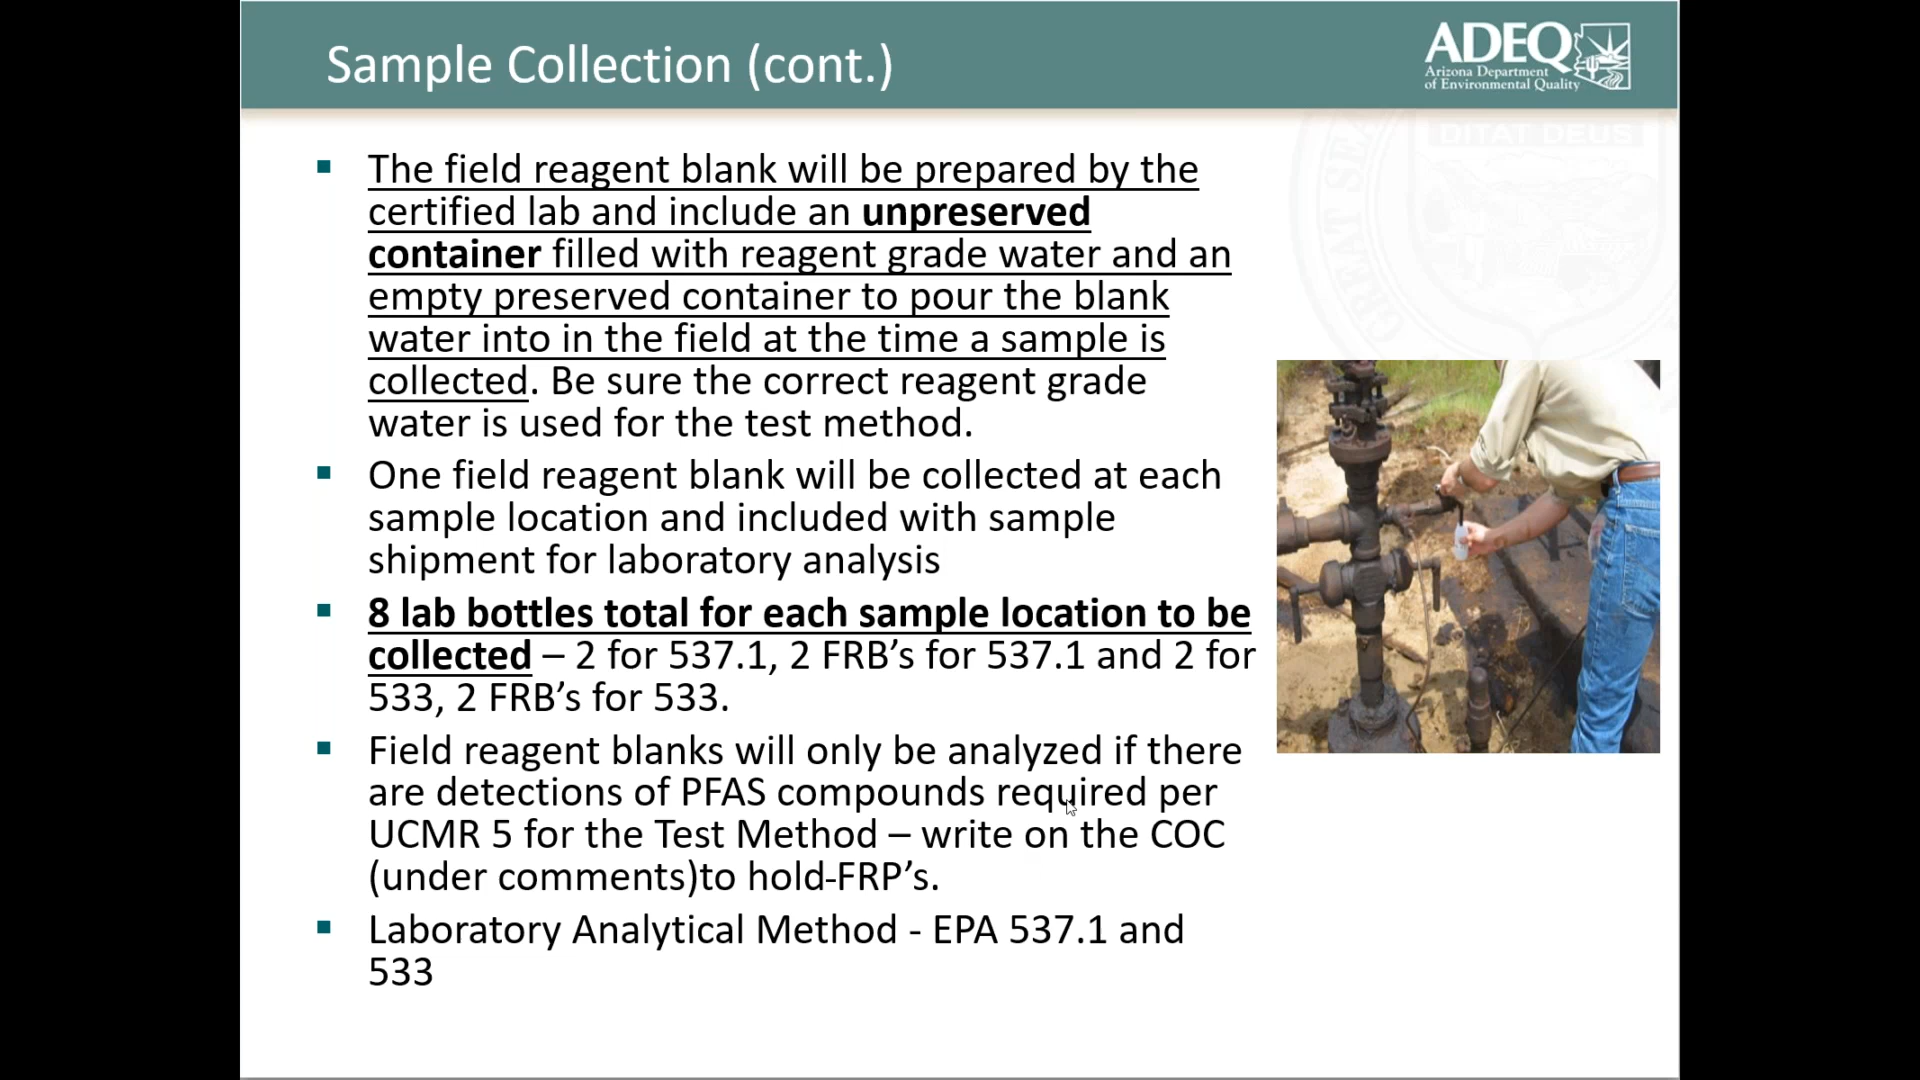 Sample Collection (cont.)
ADEQ
Arizona Department
of Environmental Quality
DITAT DEUS
GREAT SEA
The field reagent blank will be prepared by the
certified lab and include an unpreserved
container filled with reagent grade water and an
empty preserved container to pour the blank
water into in the field at the time a sample is
collected. Be sure the correct reagent grade
water is used for the test method.
One field reagent blank will be collected at each
sample location and included with sample
shipment for laboratory analysis
8 lab bottles total for each sample location to be
collected – 2 for 537.1, 2 FRB’s for 537.1 and 2 for
533, 2 FRB’s for 533.
Field reagent blanks will only be analyzed if there
are detections of PFAS compounds required per
UCMR 5 for the Test Method – write on the COC
(under comments)to hold-FRP’s.
Laboratory Analytical Method - EPA 537.1 and
533